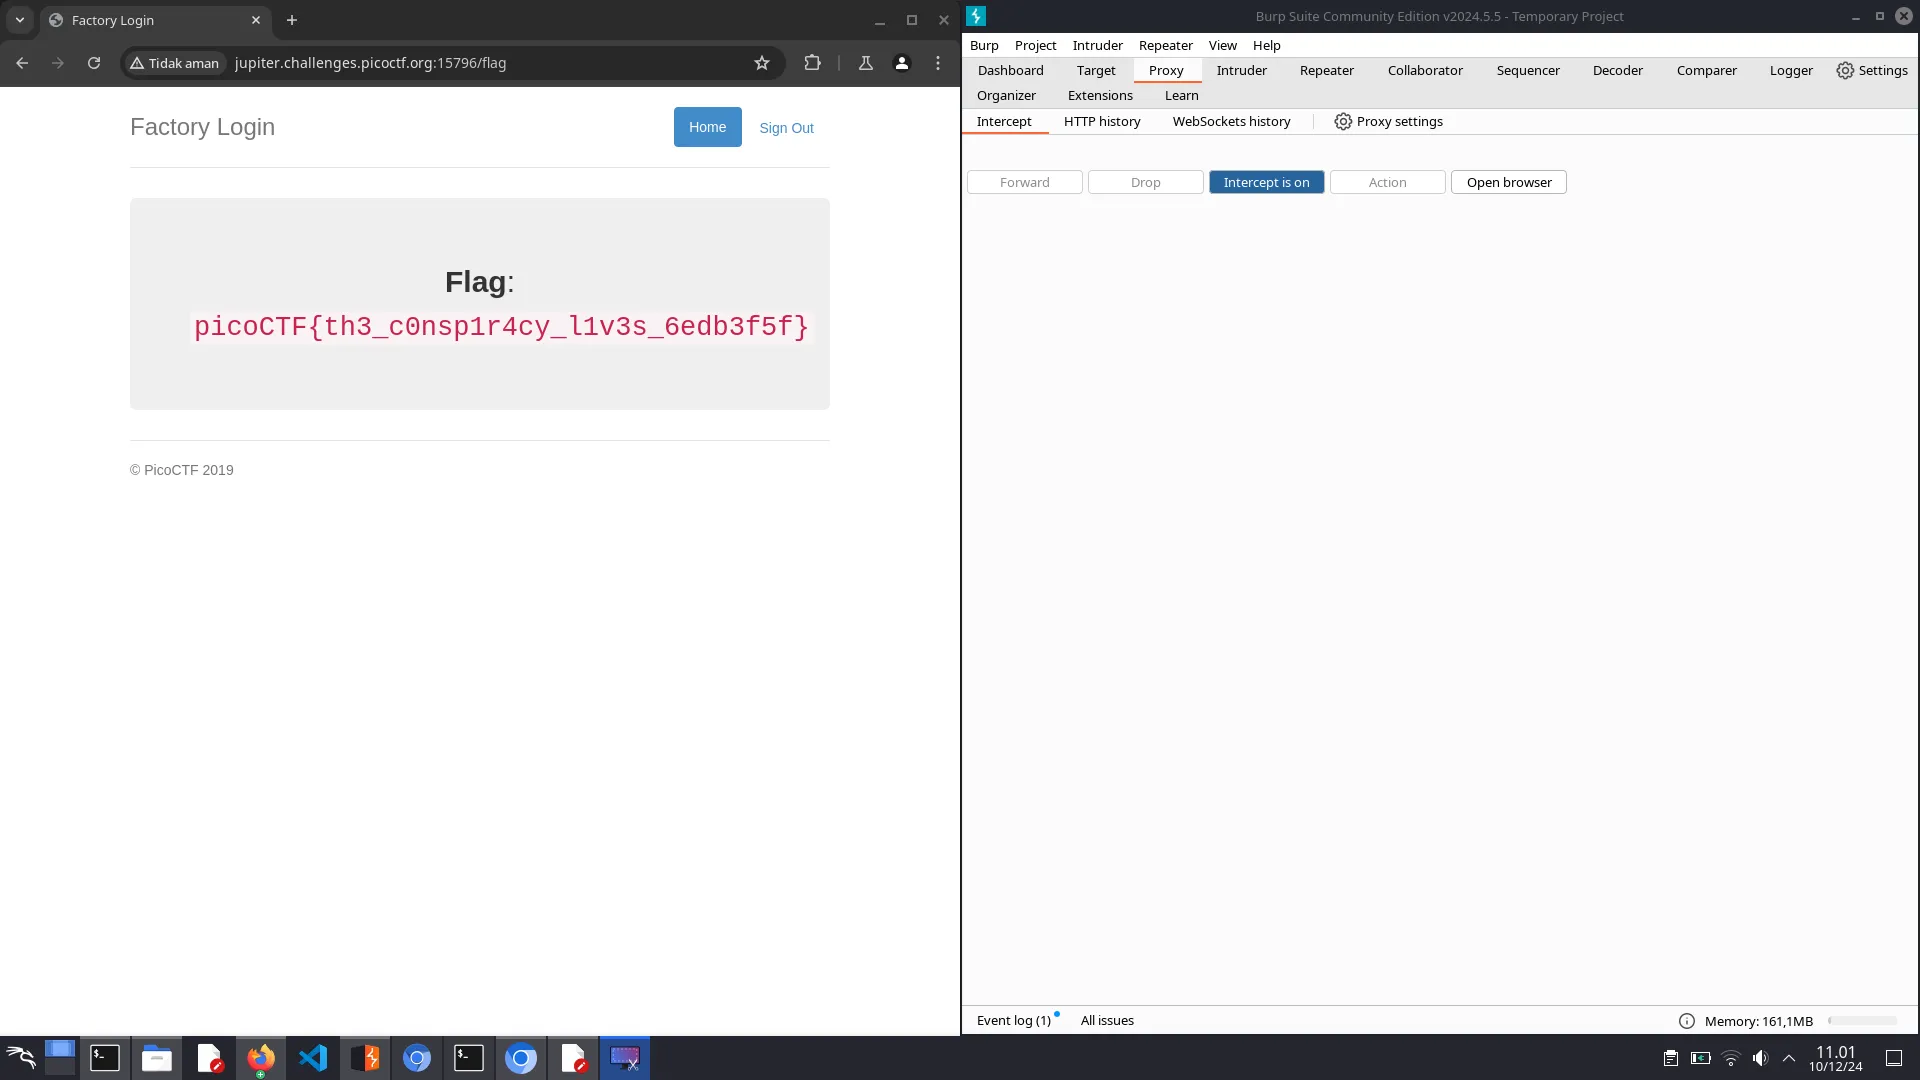 Factory Login
Tidak aman
jupiter.challenges.picoctf.org:15796/flag
Factory Login
Home
Sign Out
Flag:
picoCTF{th3_c0nsp1r4cy_l1v3s_6edb3f5f}
© PicoCTF 2019
Burp Suite Community Edition v2024.5.5 - Temporary Project
Burp Project Intruder Repeater View Help
Dashboard Target Proxy Intruder Repeater Collaborator Sequencer Decoder Comparer Logger Settings
Organizer Extensions Learn
Intercept HTTP history WebSockets history Proxy settings
Forward Drop Intercept is on Action Open browser
Event log (1) All issues
Memory: 161,1MB
11.01
10/12/24